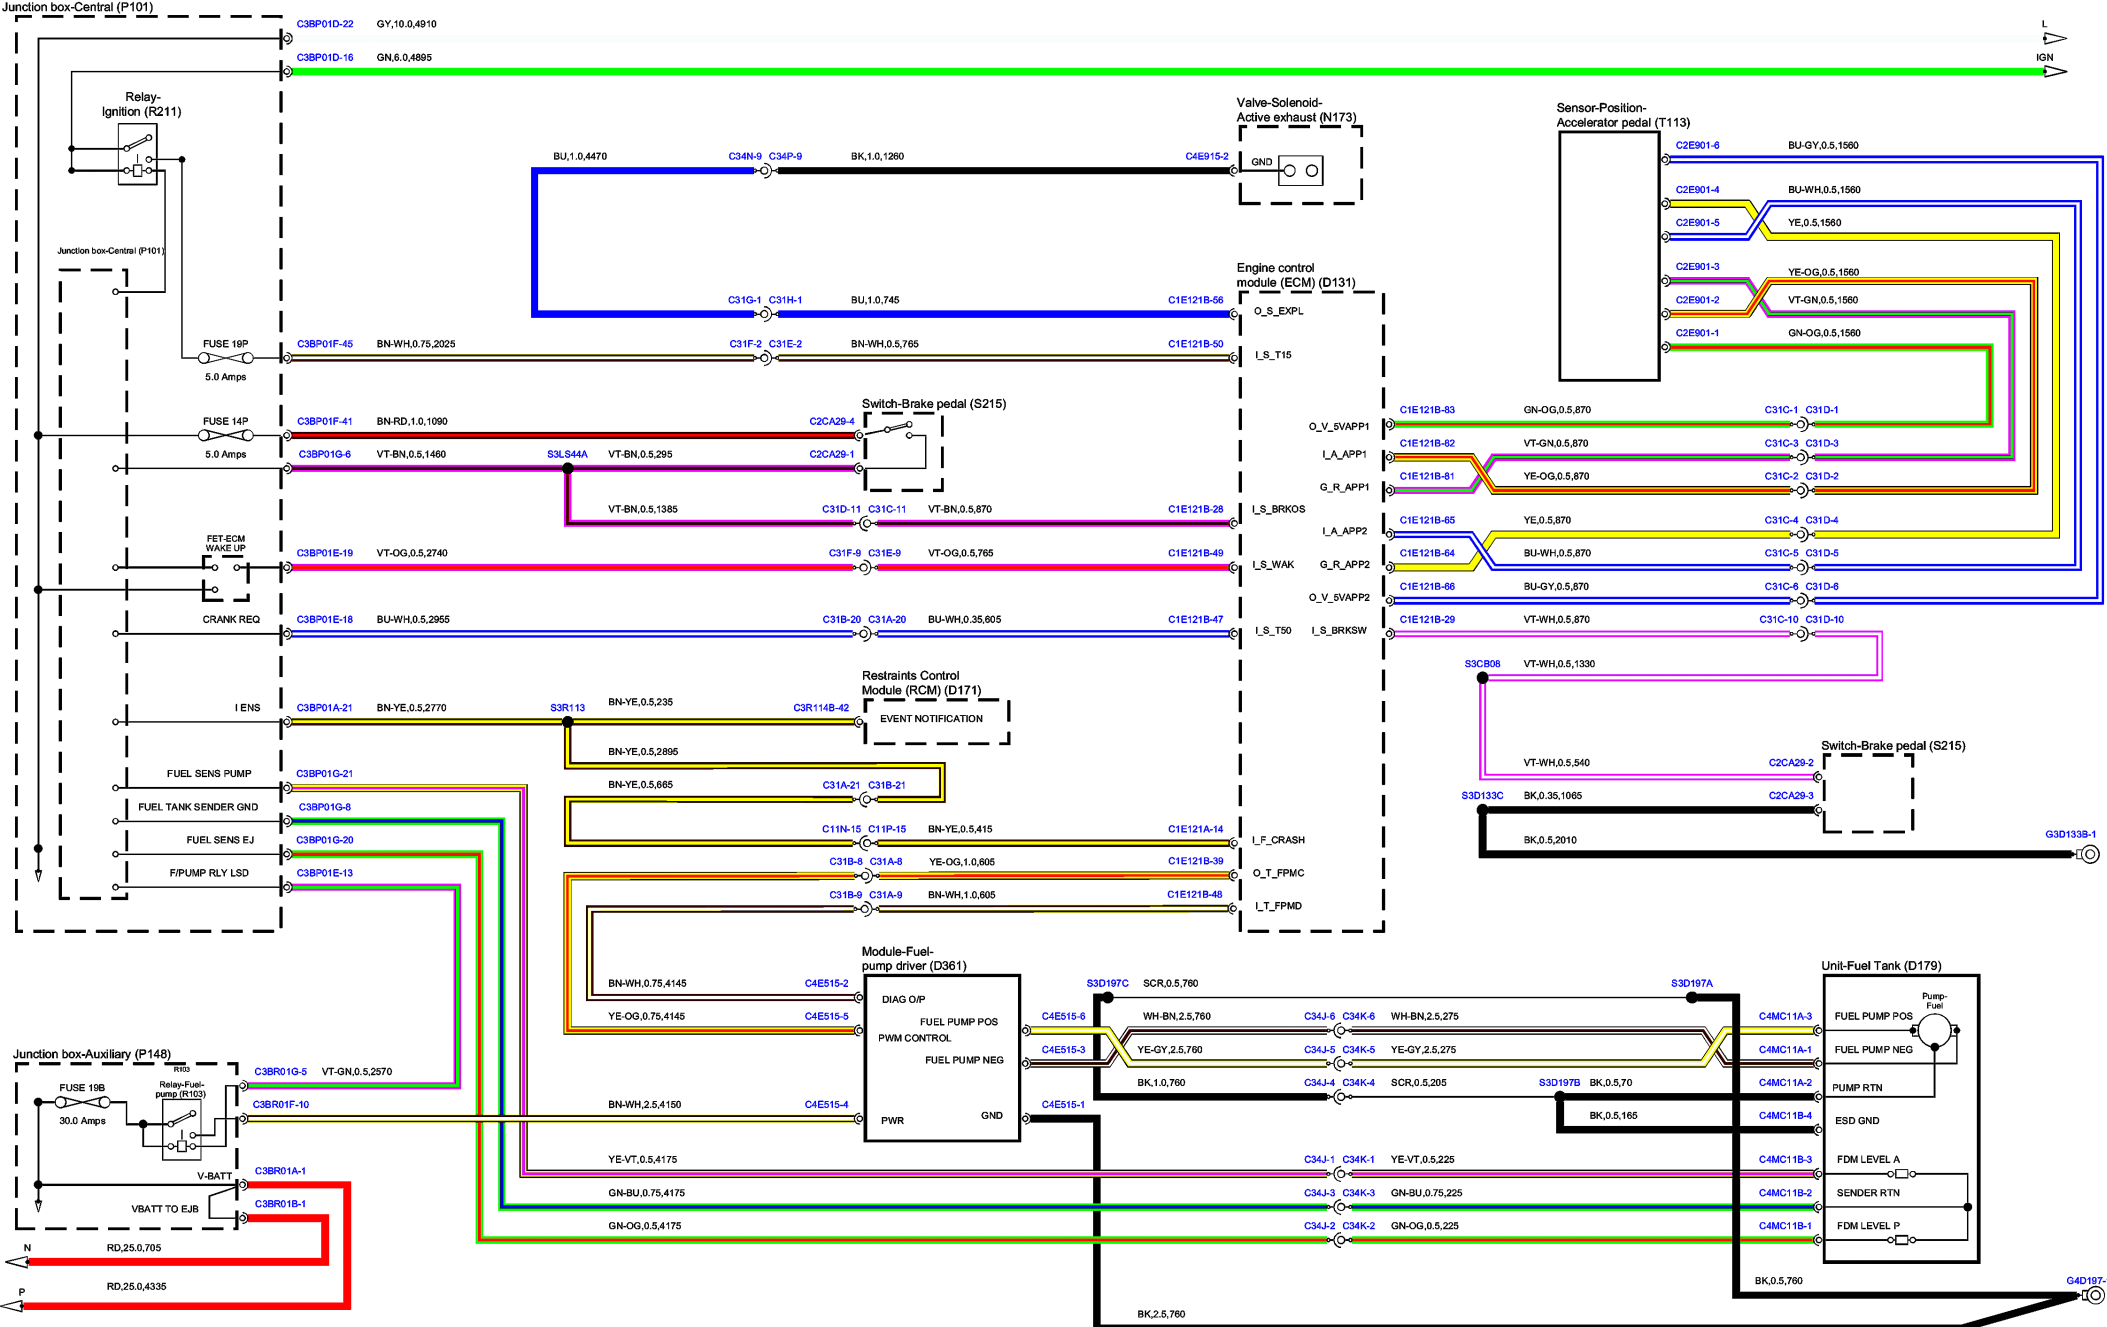 Junction box-Central (P101)
C3BP01D-22 GY,10.0,4910 L
C3BP01D-16 GN,6.0,4895 IGN
Relay-
Ignition (R211)
Valve-Solenoid-
Active exhaust (N173)
Sensor-Position-
Accelerator pedal (T113)
C2E901-6 BU-GY,0.5,1560
BU,1.0,4470 C34N-9 C34P-9 BK,1.0,1260 C4E915-2 GND
C2E901-4 BU-WH,0.5,1560
C2E901-5 YE,0.5,1560
Junction box-Central (P101)
C2E901-3 YE-OG,0.5,1560
Engine control
module (ECM) (D131)
C31G-1 C31H-1 BU,1.0,745 C1E121B-56 O_S_EXPL
C2E901-2 VT-GN,0.5,1560
C2E901-1 GN-OG,0.5,1560
FUSE 19P C3BP01F-45 BN-WH,0.75,2025 C31F-2 C31E-2 BN-WH,0.5,765 C1E121B-50 I_S_T15
5.0 Amps
Switch-Brake pedal (S215)
C1E121B-83 GN-OG,0.5,870 C31C-1 C31D-1
FUSE 14P C3BP01F-41 BN-RD,1.0,1090 C2CA29-4
O_V_5VAPP1
C1E121B-82 VT-GN,0.5,870 C31C-3 C31D-3
5.0 Amps C3BP01G-6 VT-BN,0.5,1460 S3LS44A VT-BN,0.5,295 C2CA29-1 I_A_APP1
C1E121B-81 YE-OG,0.5,870 C31C-2 C31D-2
G_R_APP1
VT-BN,0.5,1385 C31D-11 C31C-11 VT-BN,0.5,870 C1E121B-28 I_S_BRKOS
C1E121B-65 YE,0.5,870 C31C-4 C31D-4
I_A_APP2
FET-ECM
WAKE UP
C3BP01E-19 VT-OG,0.5,2740 C31F-9 C31E-9 VT-OG,0.5,765 C1E121B-49 I_S_WAK G_R_APP2
C1E121B-64 BU-WH,0.5,870 C31C-5 C31D-5
C1E121B-66 BU-GY,0.5,870 C31C-6 C31D-6
O_V_5VAPP2
CRANK REQ C3BP01E-18 BU-WH,0.5,2955 C31B-20 C31A-20 BU-WH,0.35,605 C1E121B-47 I_S_T50 I_S_BRKSW C1E121B-29 VT-WH,0.5,870 C31C-10 C31D-10
S3CB08 VT-WH,0.5,1330
Restraints Control
Module (RCM) (D171)
I ENS C3BP01A-21 BN-YE,0.5,2770 S3R113 BN-YE,0.5,235 C3R114B-42 EVENT NOTIFICATION
BN-YE,0.5,2895
Switch-Brake pedal (S215)
VT-WH,0.5,540 C2CA29-2
FUEL SENS PUMP C3BP01G-21 BN-YE,0.5,665 C31A-21 C31B-21
S3D133C BK,0.35,1065 C2CA29-3
FUEL TANK SENDER GND C3BP01G-8
C11N-15 C11P-15 BN-YE,0.5,415 C1E121A-14 I_F_CRASH
BK,0.5,2010 G3D133B-1
FUEL SENS EJ C3BP01G-20
C31B-8 C31A-8 YE-OG,1.0,605 C1E121B-39 O_T_FPMC
F/PUMP RLY LSD C3BP01E-13
C31B-9 C31A-9 BN-WH,1.0,605 C1E121B-48 I_T_FPMD
Module-Fuel-
pump driver (D361)
Unit-Fuel Tank (D179)
BN-WH,0.75,4145 C4E515-2 DIAG O/P
S3D197C SCR,0.5,760 S3D197A
Pump-
Fuel
YE-OG,0.75,4145 C4E515-5 PWM CONTROL
FUEL PUMP POS C4E515-6 WH-BN,2.5,760 C34J-6 C34K-6 WH-BN,2.5,275 C4MC11A-3 FUEL PUMP POS
FUEL PUMP NEG C4E515-3 YE-GY,2.5,760 C34J-5 C34K-5 YE-GY,2.5,275 C4MC11A-1 FUEL PUMP NEG
Junction box-Auxiliary (P148)
R103
C3BR01G-5 VT-GN,0.5,2570
BK,1.0,760 C34J-4 C34K-4 SCR,0.5,205 S3D197B BK,0.5,70 C4MC11A-2 PUMP RTN
FUSE 19B
Relay-Fuel-
pump (R103)
C3BR01F-10 BN-WH,2.5,4150 C4E515-4 PWR GND C4E515-1
30.0 Amps
BK,0.5,165 C4MC11B-4 ESD GND
YE-VT,0.5,4175 C34J-1 C34K-1 YE-VT,0.5,225 C4MC11B-3 FDM LEVEL A
V-BATT C3BR01A-1
GN-BU,0.75,4175 C34J-3 C34K-3 GN-BU,0.75,225 C4MC11B-2 SENDER RTN
VBATT TO EJB C3BR01B-1
GN-OG,0.5,4175 C34J-2 C34K-2 GN-OG,0.5,225 C4MC11B-1 FDM LEVEL P
N RD,25.0,705
BK,0.5,760 G4D197-
P RD,25.0,4335
BK,2.5,760